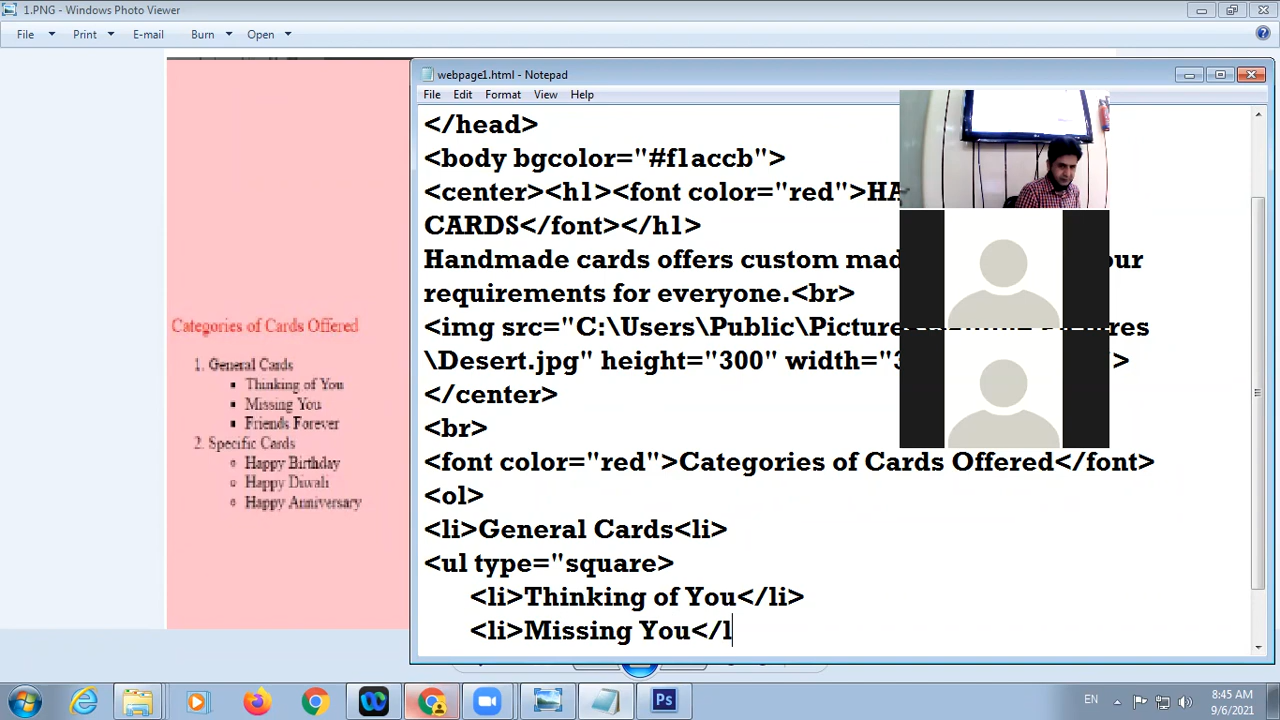 1.PNG - Windows Photo Viewer
File Print E-mail Burn Open
webpage1.html - Notepad
File Edit Format View Help
</head>
<body bgcolor="#f1accb">
<center><h1><font color="red">HA
CARDS</font></h1>
Handmade cards offers custom mad our
requirements for everyone.<br>
<img src="C:\Users\Public\Pictures
\Desert.jpg" height="300" width="3 ">
</center>
<br>
<font color="red">Categories of Cards Offered</font>
<ol>
<li>General Cards<li>
<ul type="square>
<li>Thinking of You</li>
<li>Missing You</l
Categories of Cards Offered
1. General Cards
▪ Thinking of You
▪ Missing You
▪ Friends Forever
2. Specific Cards
◦ Happy Birthday
◦ Happy Diwali
◦ Happy Anniversary
Ps
EN
8:45 AM
9/6/2021